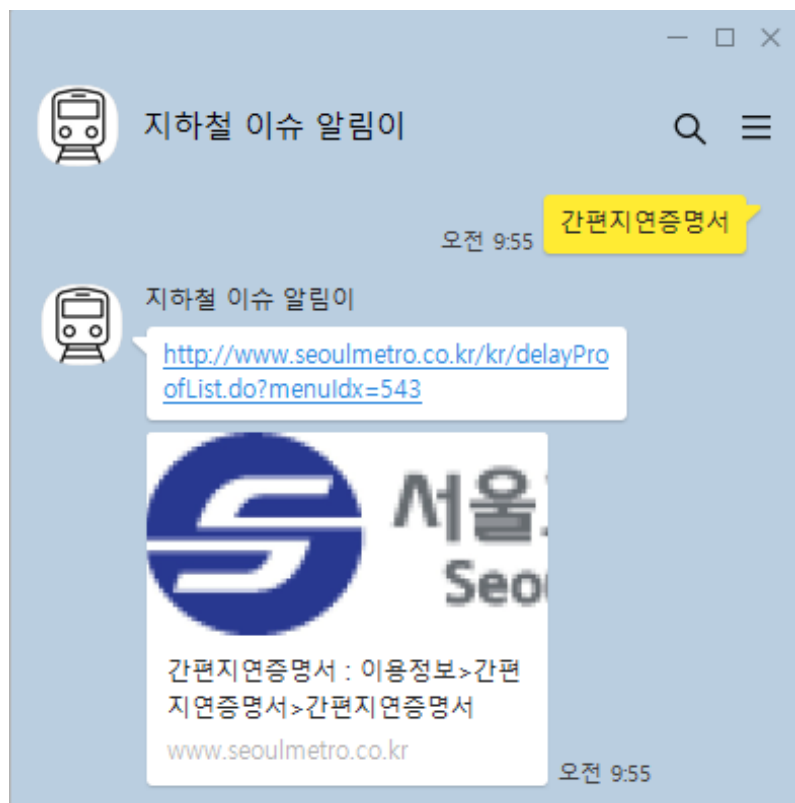 지하철 이슈 알림이
간편지연증명서
오전 9:55
지하철 이슈 알림이
http://www.seoulmetro.co.kr/kr/delayPro
ofList.do?menuIdx=543
서울
Seo
간편지연증명서 : 이용정보>간편
지연증명서>간편지연증명서
www.seoulmetro.co.kr
오전 9:55